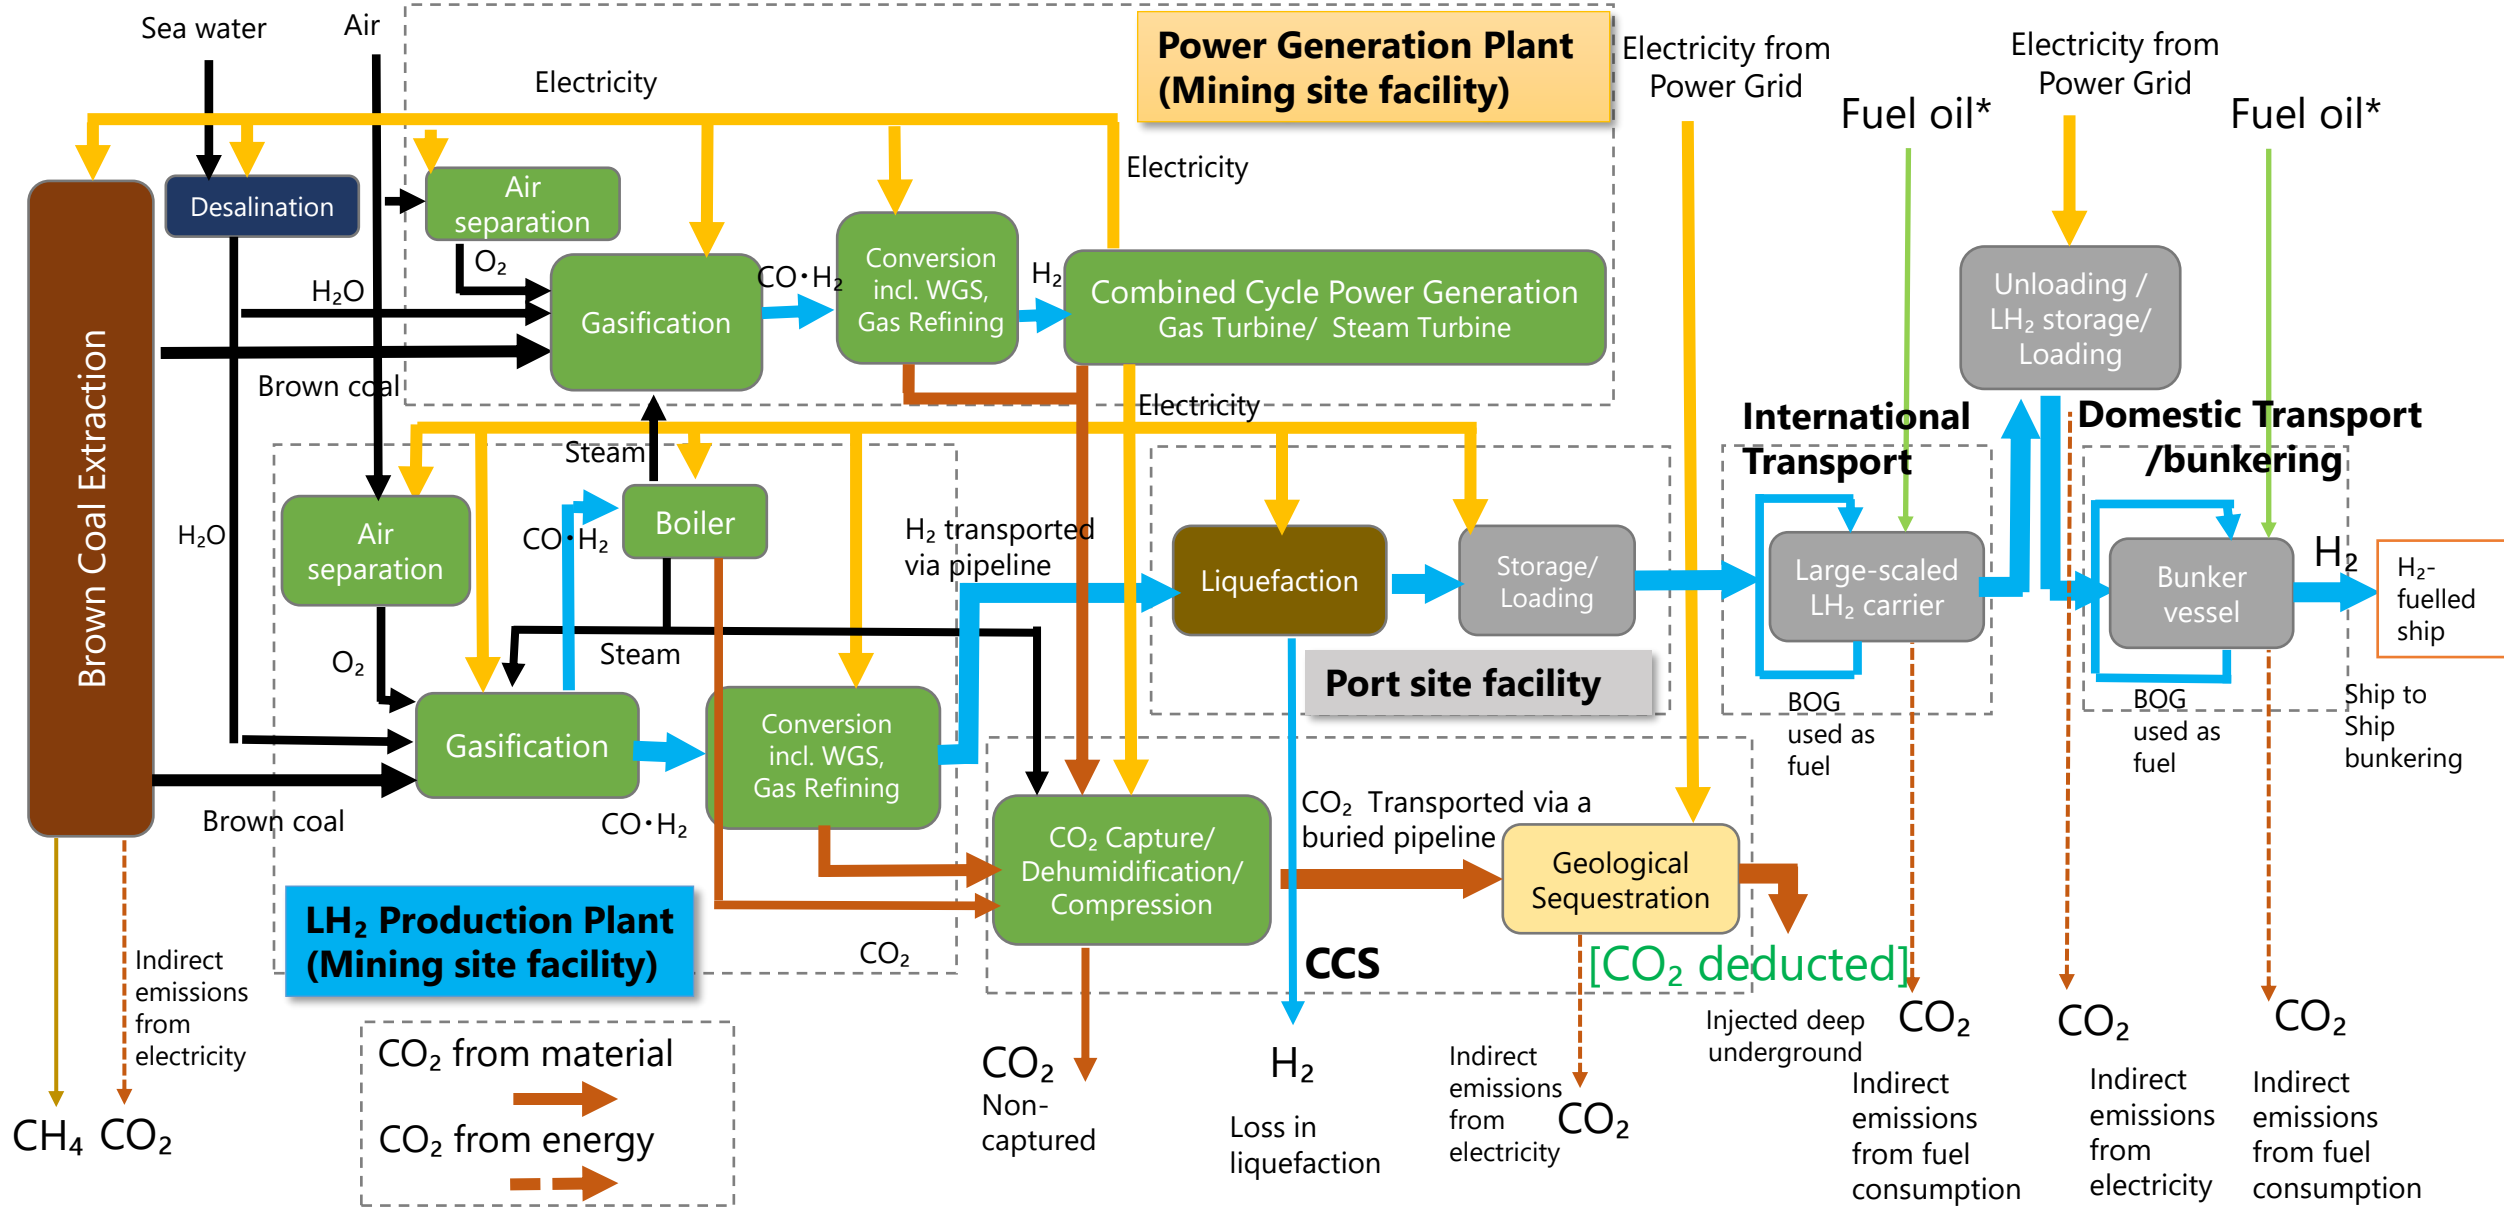 Sea water
Air
Electricity
Power Generation Plant
(Mining site facility)
Electricity from
Power Grid
Electricity from
Power Grid
Fuel oil*
Fuel oil*
Electricity
Desalination
Air
separation
O₂
H₂O
Gasification
CO・H₂
Conversion
incl. WGS,
Gas Refining
H₂
Combined Cycle Power Generation
Gas Turbine/ Steam Turbine
Unloading /
LH₂ storage/
Loading
Brown Coal Extraction
Brown coal
Electricity
International
Transport
Domestic Transport
/bunkering
Steam
Air
separation
Boiler
CO・H₂
H₂O
H₂ transported
via pipeline
Liquefaction
Storage/
Loading
Large-scaled
LH₂ carrier
Bunker
vessel
H₂
H₂-
fuelled
ship
O₂
Steam
Port site facility
BOG
used as
fuel
BOG
used as
fuel
Ship to
Ship
bunkering
Gasification
Conversion
incl. WGS,
Gas Refining
Brown coal
CO・H₂
CO₂ Capture/
Dehumidification/
Compression
CO₂ Transported via a
buried pipeline
Geological
Sequestration
LH₂ Production Plant
(Mining site facility)
CO₂
CCS
[CO₂ deducted]
Indirect
emissions
from
electricity
CH₄
CO₂
CO₂ from material
CO₂ from energy
CO₂
Non-
captured
H₂
Loss in
liquefaction
Indirect
emissions
from
electricity
CO₂
Injected deep
underground
CO₂
Indirect
emissions
from fuel
consumption
CO₂
Indirect
emissions
from
electricity
CO₂
Indirect
emissions
from fuel
consumption